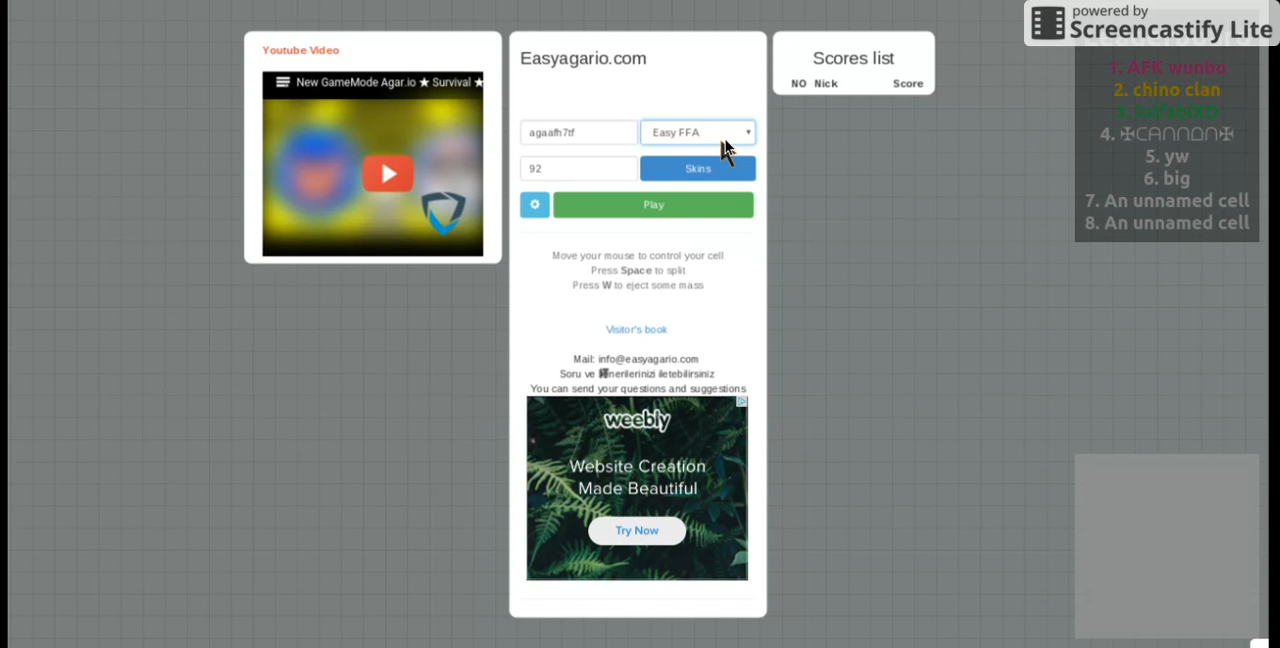 powered by
Screencastify Lite
Youtube Video
New GameMode Agar.io ★ Survival ★
Easyagario.com
agaafh7tf
Easy FFA
92
Skins
Play
Move your mouse to control your cell
Press Space to split
Press W to eject some mass
Visitor's book
Mail: info@easyagario.com
Soru ve
iletebilirsiniz
You can send your questions and suggestions
weebly
Website Creation
Made Beautiful
Try Now
Scores list
NO Nick Score
1. AFK wunbo
2. chino clan
3.
4. ✠CANNON✠
5. yw
6. big
7. An unnamed cell
8. An unnamed cell